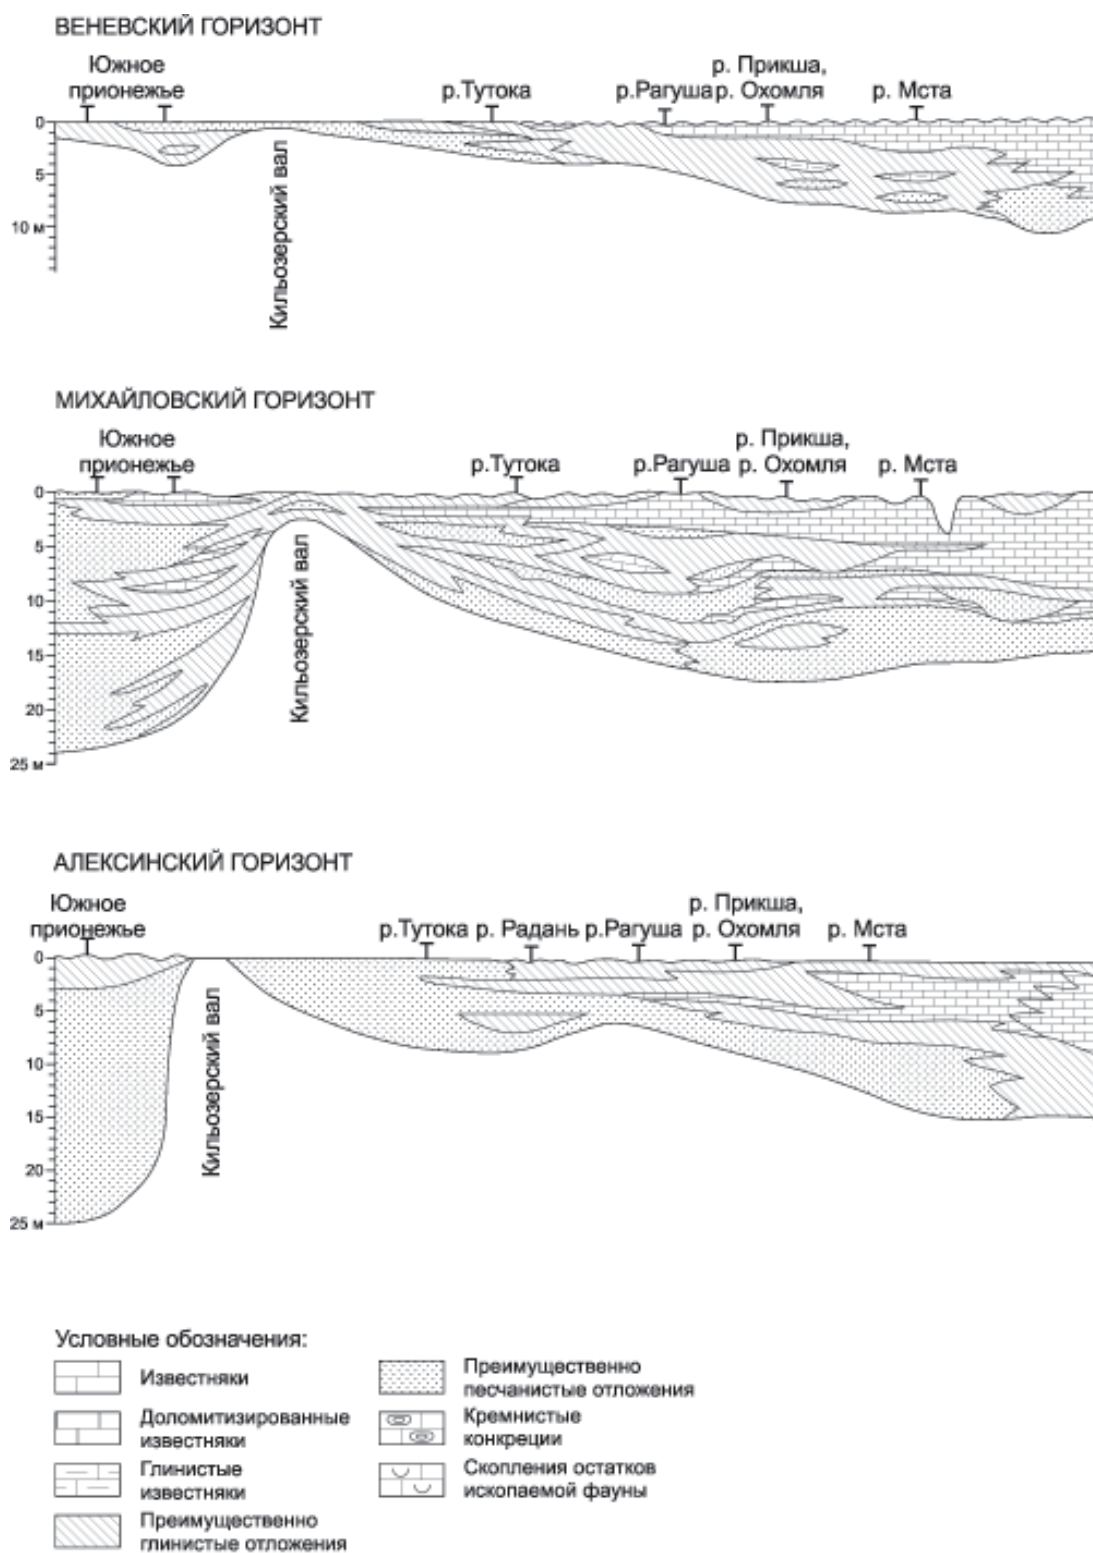 ВЕНЕВСКИЙ ГОРИЗОНТ
Южное
прионежье
р.Тутока
р.Рагуша
р. Прикша,
р. Охомля
р. Мста
0
5
10 м
Кильозерский вал
МИХАЙЛОВСКИЙ ГОРИЗОНТ
Южное
прионежье
р.Тутока
р.Рагуша
р. Прикша,
р. Охомля
р. Мста
0
5
10
15
20
25 м
Кильозерский вал
АЛЕКСИНСКИЙ ГОРИЗОНТ
Южное
прионежье
р.Тутока
р. Радань
р.Рагуша
р. Прикша,
р. Охомля
р. Мста
0
5
10
15
20
25 м
Кильозерский вал
Условные обозначения:
Известняки
Доломитизированные
известняки
Глинистые
известняки
Преимущественно
глинистые отложения
Преимущественно
песчанистые отложения
Кремнистые
конкреции
Скопления остатков
ископаемой фауны